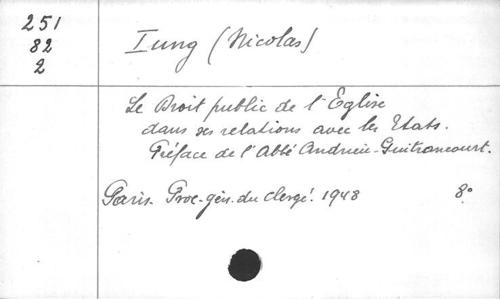 251
82
2
Iung (Nicolas)
Le Droit public de l'Eglise
dans ses relations avec les Etats.
Préface de l'Abbé Andrieu-Guitrancourt.
Paris. Proc-gén. du Clergé. 1948 8°